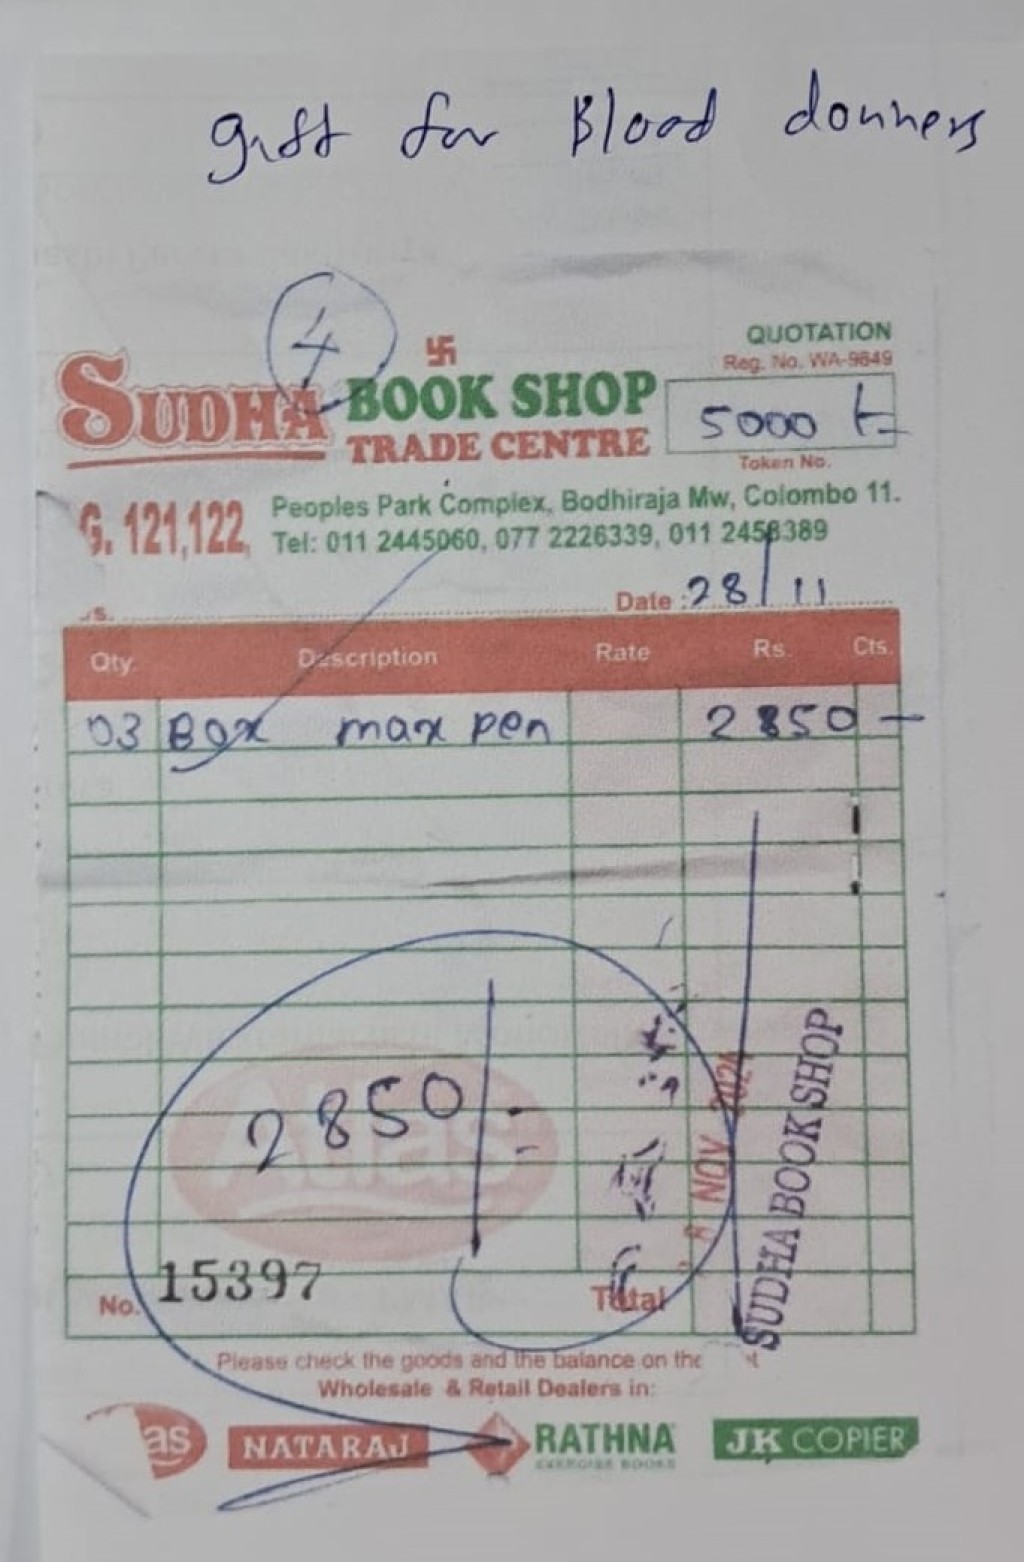 gift for Blood donners
4
QUOTATION
Reg. No. WA-9849
SUDHA BOOK SHOP
TRADE CENTRE
5000 t
Token No.
G. 121,122,
Peoples Park Complex, Bodhiraja Mw, Colombo 11.
Tel: 011 2445060, 077 2226339, 011 2458389
s.
Date : 28/11
Qty. Description Rate Rs. Cts.
03 Box max pen 2850 -
2850/=
Atlas
NOV 2024
SUDHA BOOK SHOP
No. 15397
Total
Please check the goods and the balance on the
Wholesale & Retail Dealers in:
as NATARAJ RATHNA JK COPIER
EXERCISE BOOKS